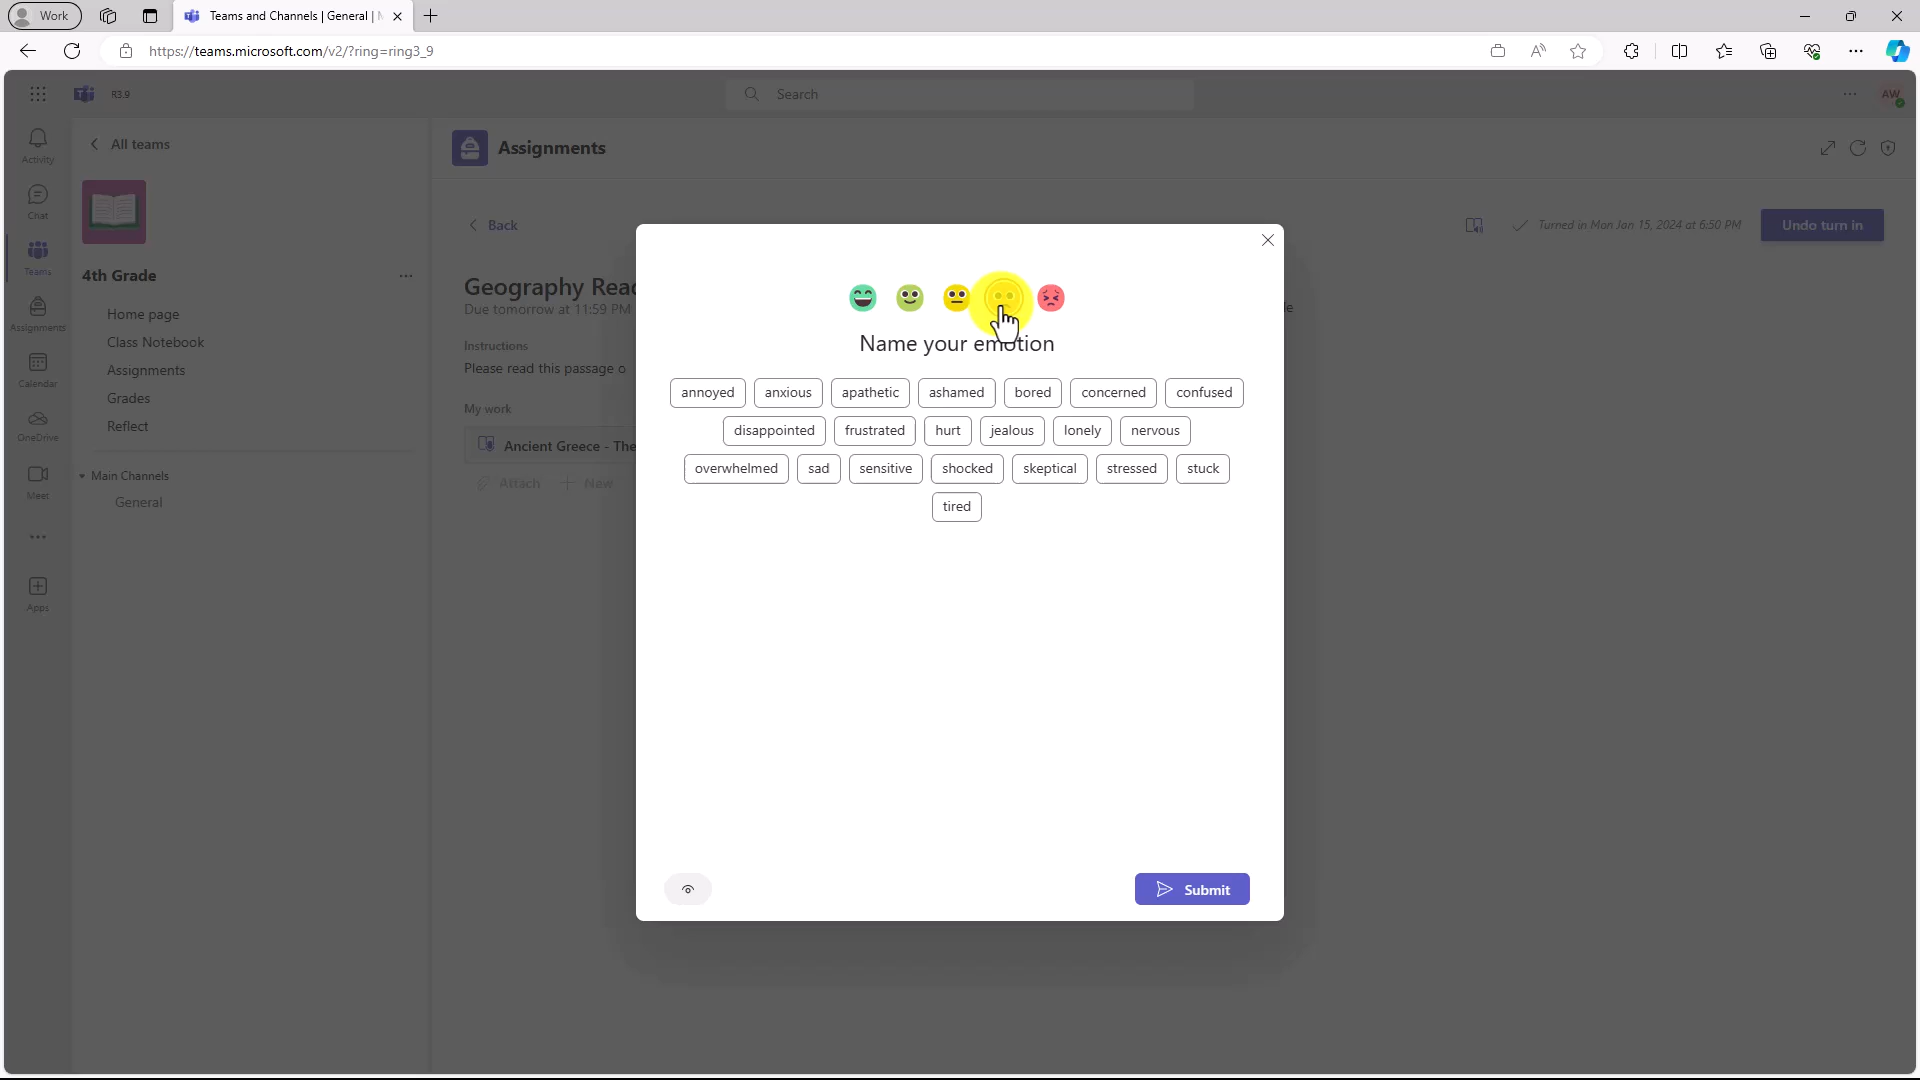 Work
Teams and Channels | General |
https://teams.microsoft.com/v2/?ring=ring3_9
R3.9
Search
AW
Activity
Chat
Teams
Assignments
Calendar
OneDrive
Meet
Apps
All teams
4th Grade
Home page
Class Notebook
Assignments
Grades
Reflect
Main Channels
General
Assignments
Back
Turned in Mon Jan 15, 2024 at 6:50 PM
Undo turn in
Geography
Due tomorrow at 11:59 PM
Instructions
Please read this passage
My work
Ancient Greece - The
Attach
New
Name your emotion
annoyed anxious apathetic ashamed bored concerned confused
disappointed frustrated hurt jealous lonely nervous
overwhelmed sad sensitive shocked skeptical stressed stuck
tired
Submit